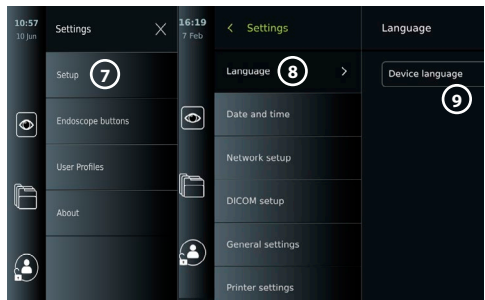 10:57
10 Jun
Settings
Setup
7
Endoscope buttons
User Profiles
About
16:19
7 Feb
Settings
Language
8
Date and time
Network setup
DICOM setup
General settings
Printer settings
Language
Device language
9